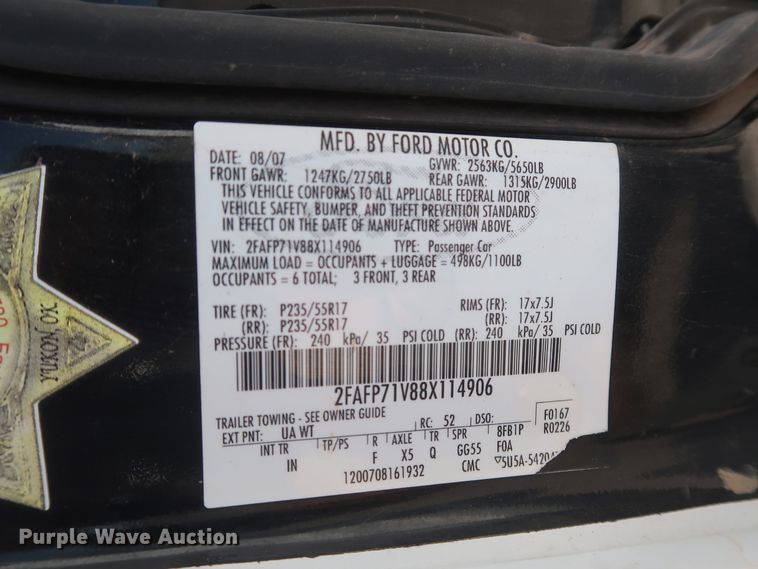 MFD. BY FORD MOTOR CO.
DATE: 08/07 GVWR: 2563KG/5650LB
FRONT GAWR: 1247KG/2750LB REAR GAWR: 1315KG/2900LB
THIS VEHICLE CONFORMS TO ALL APPLICABLE FEDERAL MOTOR
VEHICLE SAFETY, BUMPER, AND THEFT PREVENTION STANDARDS
IN EFFECT ON THE DATE OF MANUFACTURE SHOWN ABOVE.
VIN: 2FAFP71V88X114906 TYPE: Passenger Car
MAXIMUM LOAD = OCCUPANTS + LUGGAGE = 498KG/1100LB
OCCUPANTS = 6 TOTAL; 3 FRONT, 3 REAR
TIRE (FR): P235/55R17 RIMS (FR): 17x7.5J
(RR): P235/55R17 (RR): 17x7.5J
PRESSURE (FR): 240 kPa/ 35 PSI COLD (RR): 240 kPa/ 35 PSI COLD
2FAFP71V88X114906
TRAILER TOWING - SEE OWNER GUIDE
EXT PNT: UA WT RC: 52 DSO: F0167
INT TR TP/PS R AXLE TR SPR 8FB1P R0226
IN F X5 Q GG55 FOA
1200708161932 CMC ▽5U5A-5420
YUKON OK
Purple Wave Auction